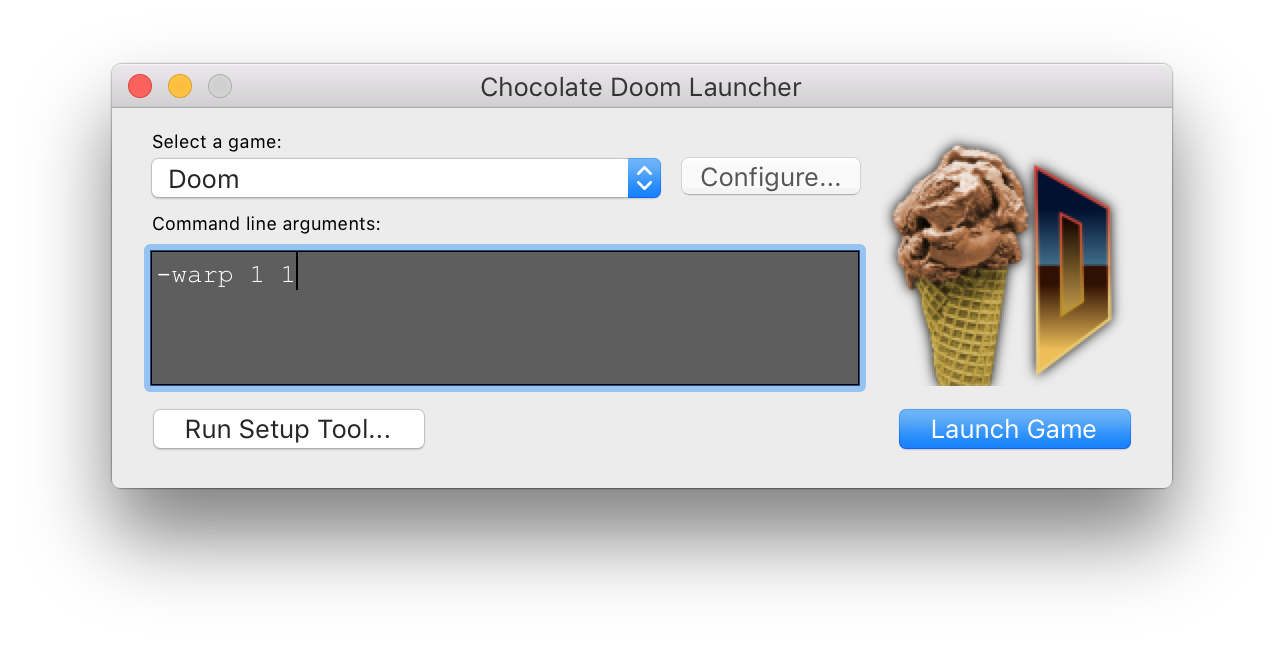 Chocolate Doom Launcher
Select a game:
Doom
Configure...
Command line arguments:
-warp 1 1
Run Setup Tool...
Launch Game